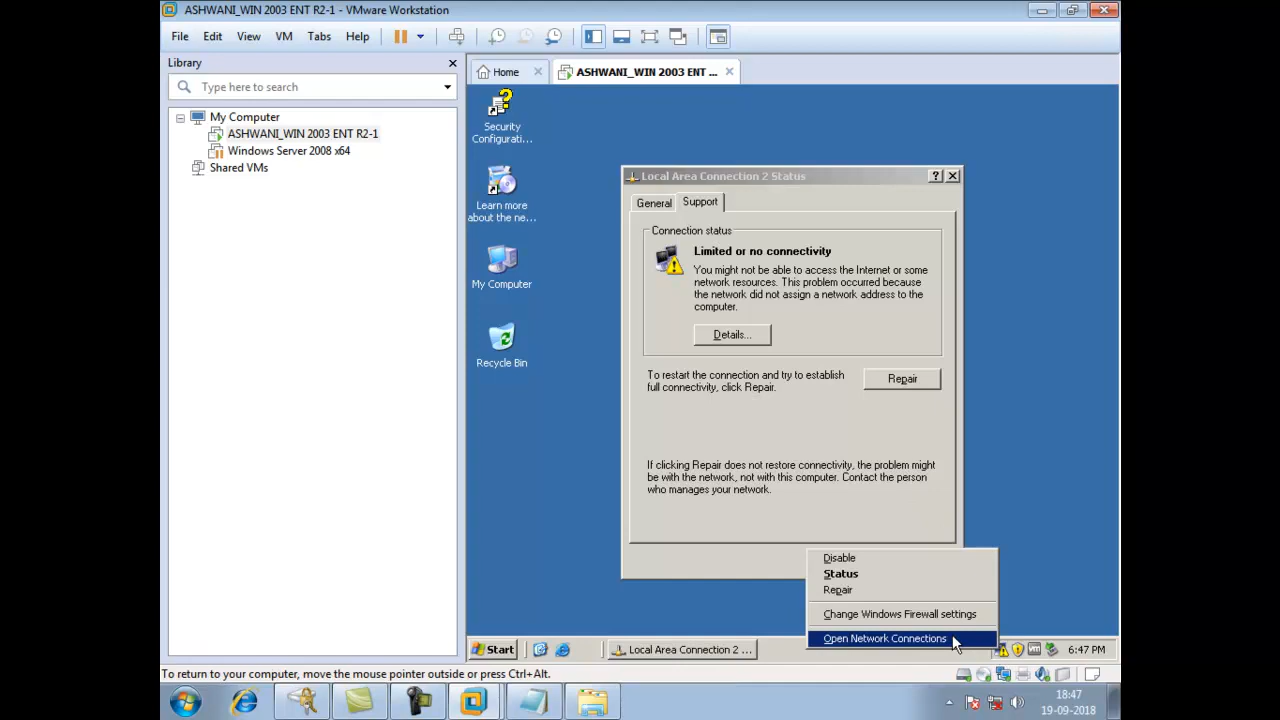 ASHWANI_WIN 2003 ENT R2-1 - VMware Workstation
File Edit View VM Tabs Help
Library
Type here to search
My Computer
ASHWANI_WIN 2003 ENT R2-1
Windows Server 2008 x64
Shared VMs
Home
ASHWANI_WIN 2003 ENT ...
Security
Configurati...
Learn more
about the ne...
My Computer
Recycle Bin
Local Area Connection 2 Status
General Support
Connection status
Limited or no connectivity
You might not be able to access the Internet or some
network resources. This problem occurred because
the network did not assign a network address to the
computer.
Details...
To restart the connection and try to establish
full connectivity, click Repair.
Repair
If clicking Repair does not restore connectivity, the problem might
be with the network, not with this computer. Contact the person
who manages your network.
Disable
Status
Repair
Change Windows Firewall settings
Open Network Connections
Start
Local Area Connection 2 ...
6:47 PM
To return to your computer, move the mouse pointer outside or press Ctrl+Alt.
18:47
19-09-2018